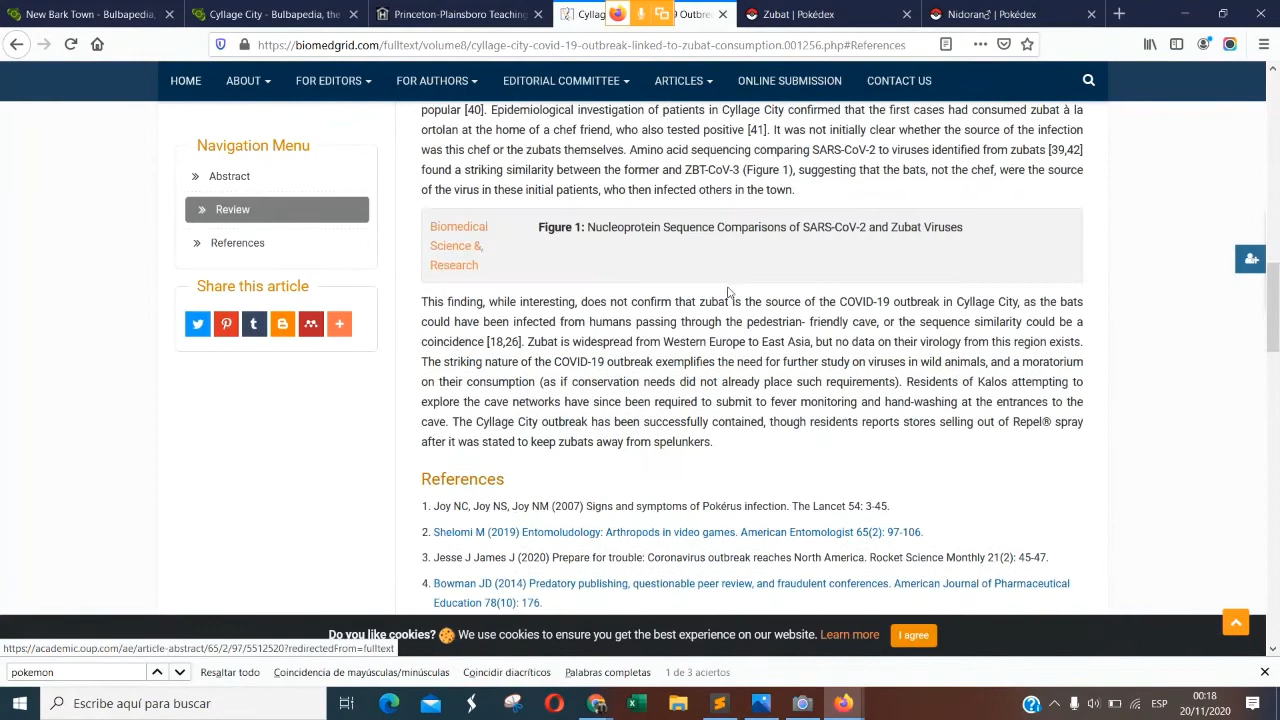 New Bark Town - Bulbapedia,
Cyllage City - Bulbapedia, the
Princeton-Plainsboro Teaching
Cyllag
Outbre
Zubat | Pokédex
Nidoran♂ | Pokédex
https://biomedgrid.com/fulltext/volume8/cyllage-city-covid-19-outbreak-linked-to-zubat-consumption.001256.php#References
HOME ABOUT FOR EDITORS FOR AUTHORS EDITORIAL COMMITTEE ARTICLES ONLINE SUBMISSION CONTACT US
Navigation Menu
Abstract
Review
References
Share this article
popular [40]. Epidemiological investigation of patients in Cyllage City confirmed that the first cases had consumed zubat à la
ortolan at the home of a chef friend, who also tested positive [41]. It was not initially clear whether the source of the infection
was this chef or the zubats themselves. Amino acid sequencing comparing SARS-CoV-2 to viruses identified from zubats [39,42]
found a striking similarity between the former and ZBT-CoV-3 (Figure 1), suggesting that the bats, not the chef, were the source
of the virus in these initial patients, who then infected others in the town.
Biomedical
Science &,
Research
Figure 1: Nucleoprotein Sequence Comparisons of SARS-CoV-2 and Zubat Viruses
This finding, while interesting, does not confirm that zubat is the source of the COVID-19 outbreak in Cyllage City, as the bats
could have been infected from humans passing through the pedestrian- friendly cave, or the sequence similarity could be a
coincidence [18,26]. Zubat is widespread from Western Europe to East Asia, but no data on their virology from this region exists.
The striking nature of the COVID-19 outbreak exemplifies the need for further study on viruses in wild animals, and a moratorium
on their consumption (as if conservation needs did not already place such requirements). Residents of Kalos attempting to
explore the cave networks have since been required to submit to fever monitoring and hand-washing at the entrances to the
cave. The Cyllage City outbreak has been successfully contained, though residents reports stores selling out of Repel® spray
after it was stated to keep zubats away from spelunkers.
References
1. Joy NC, Joy NS, Joy NM (2007) Signs and symptoms of Pokérus infection. The Lancet 54: 3-45.
2. Shelomi M (2019) Entomoludology: Arthropods in video games. American Entomologist 65(2): 97-106.
3. Jesse J James J (2020) Prepare for trouble: Coronavirus outbreak reaches North America. Rocket Science Monthly 21(2): 45-47.
4. Bowman JD (2014) Predatory publishing, questionable peer review, and fraudulent conferences. American Journal of Pharmaceutical
Education 78(10): 176.
Do you like cookies? We use cookies to ensure you get the best experience on our website. Learn more I agree
https://academic.oup.com/ae/article-abstract/65/2/97/5512520?redirectedFrom=fulltext
pokemon
Resaltar todo Coincidencia de mayúsculas/minúsculas Coincidir diacríticos Palabras completas 1 de 3 aciertos
Escribe aquí para buscar
ESP
00:18
20/11/2020